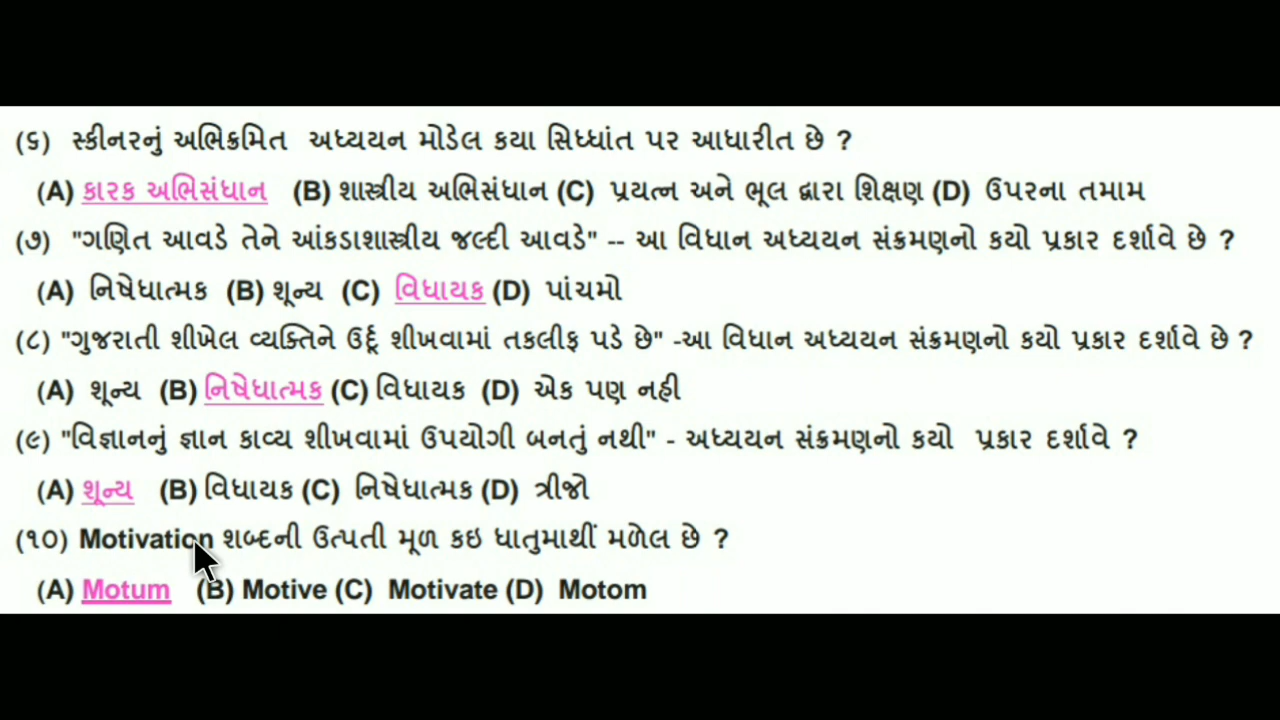 (૬) સ્કીનરનું અભિક્રમિત અધ્યયન મોડેલ કયા સિધ્ધાંત પર આધારીત છે ?
(A) કારક અભિસંધાન (B) શાસ્ત્રીય અભિસંધાન (C) પ્રયત્ન અને ભૂલ દ્વારા શિક્ષણ (D) ઉપરના તમામ
(૭) "ગણિત આવડે તેને આંકડાશાસ્ત્રીય જલ્દી આવડે" -- આ વિધાન અધ્યયન સંક્રમણનો કયો પ્રકાર દર્શાવે છે ?
(A) નિષેધાત્મક (B) શૂન્ય (C) વિધાયક (D) પાંચમો
(૮) "ગુજરાતી શીખેલ વ્યક્તિને ઉર્દૂ શીખવામાં તકલીફ પડે છે" -આ વિધાન અધ્યયન સંક્રમણનો કયો પ્રકાર દર્શાવે છે ?
(A) શૂન્ય (B) નિષેધાત્મક (C) વિધાયક (D) એક પણ નહી
(૯) "વિજ્ઞાનનું જ્ઞાન કાવ્ય શીખવામાં ઉપયોગી બનતું નથી" - અધ્યયન સંક્રમણનો કયો પ્રકાર દર્શાવે ?
(A) શૂન્ય (B) વિધાયક (C) નિષેધાત્મક (D) ત્રીજો
(૧૦) Motivation શબ્દની ઉત્પતી મૂળ કઇ ધાતુમાથીં મળેલ છે ?
(A) Motum (B) Motive (C) Motivate (D) Motom